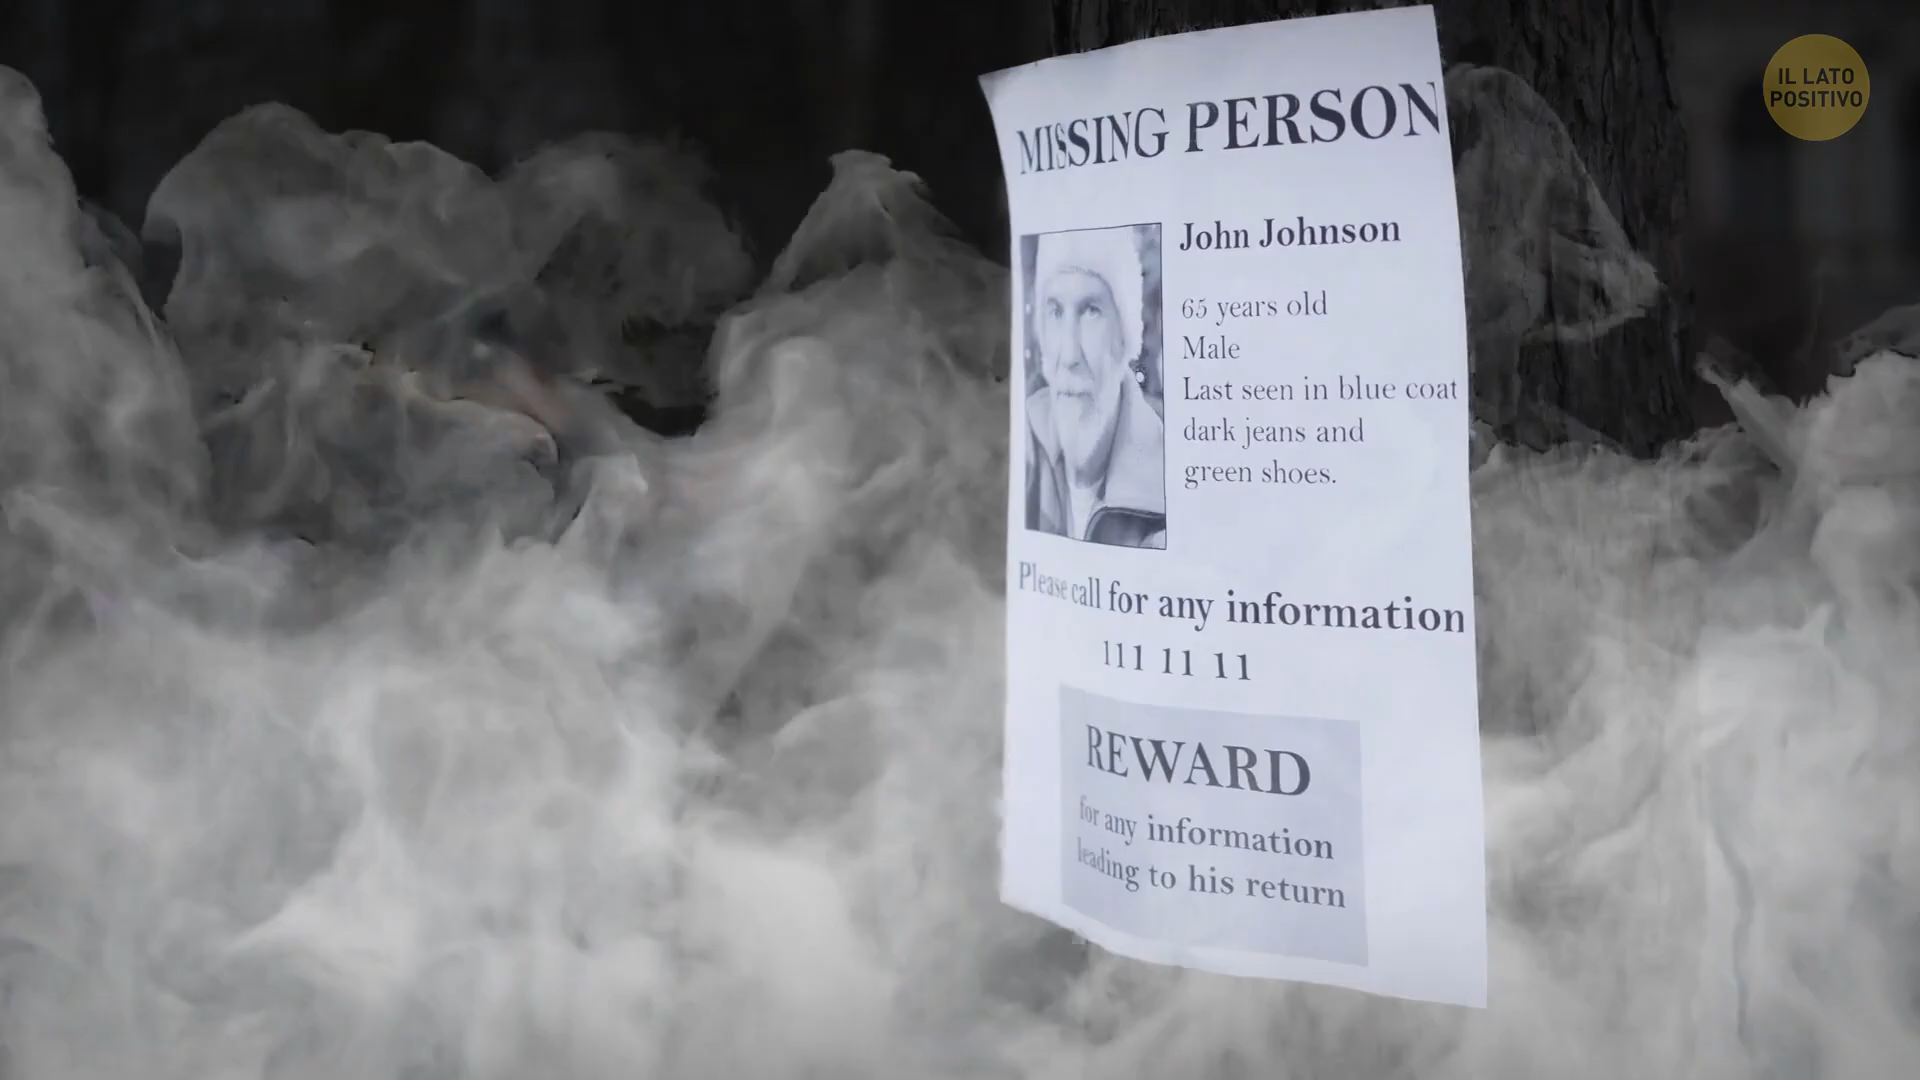 IL LATO
POSITIVO
MISSING PERSON
John Johnson
65 years old
Male
Last seen in blue coat
dark jeans and
green shoes.
Please call for any information
111 11 11
REWARD
for any information
leading to his return